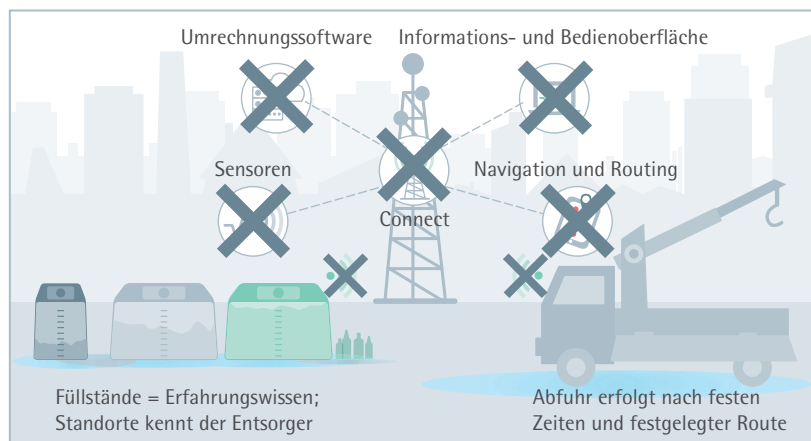 Umrechnungssoftware
Informations- und Bedienoberfläche
Sensoren
Navigation und Routing
Connect
Füllstände = Erfahrungswissen;
Standorte kennt der Entsorger
Abfuhr erfolgt nach festen
Zeiten und festgelegter Route